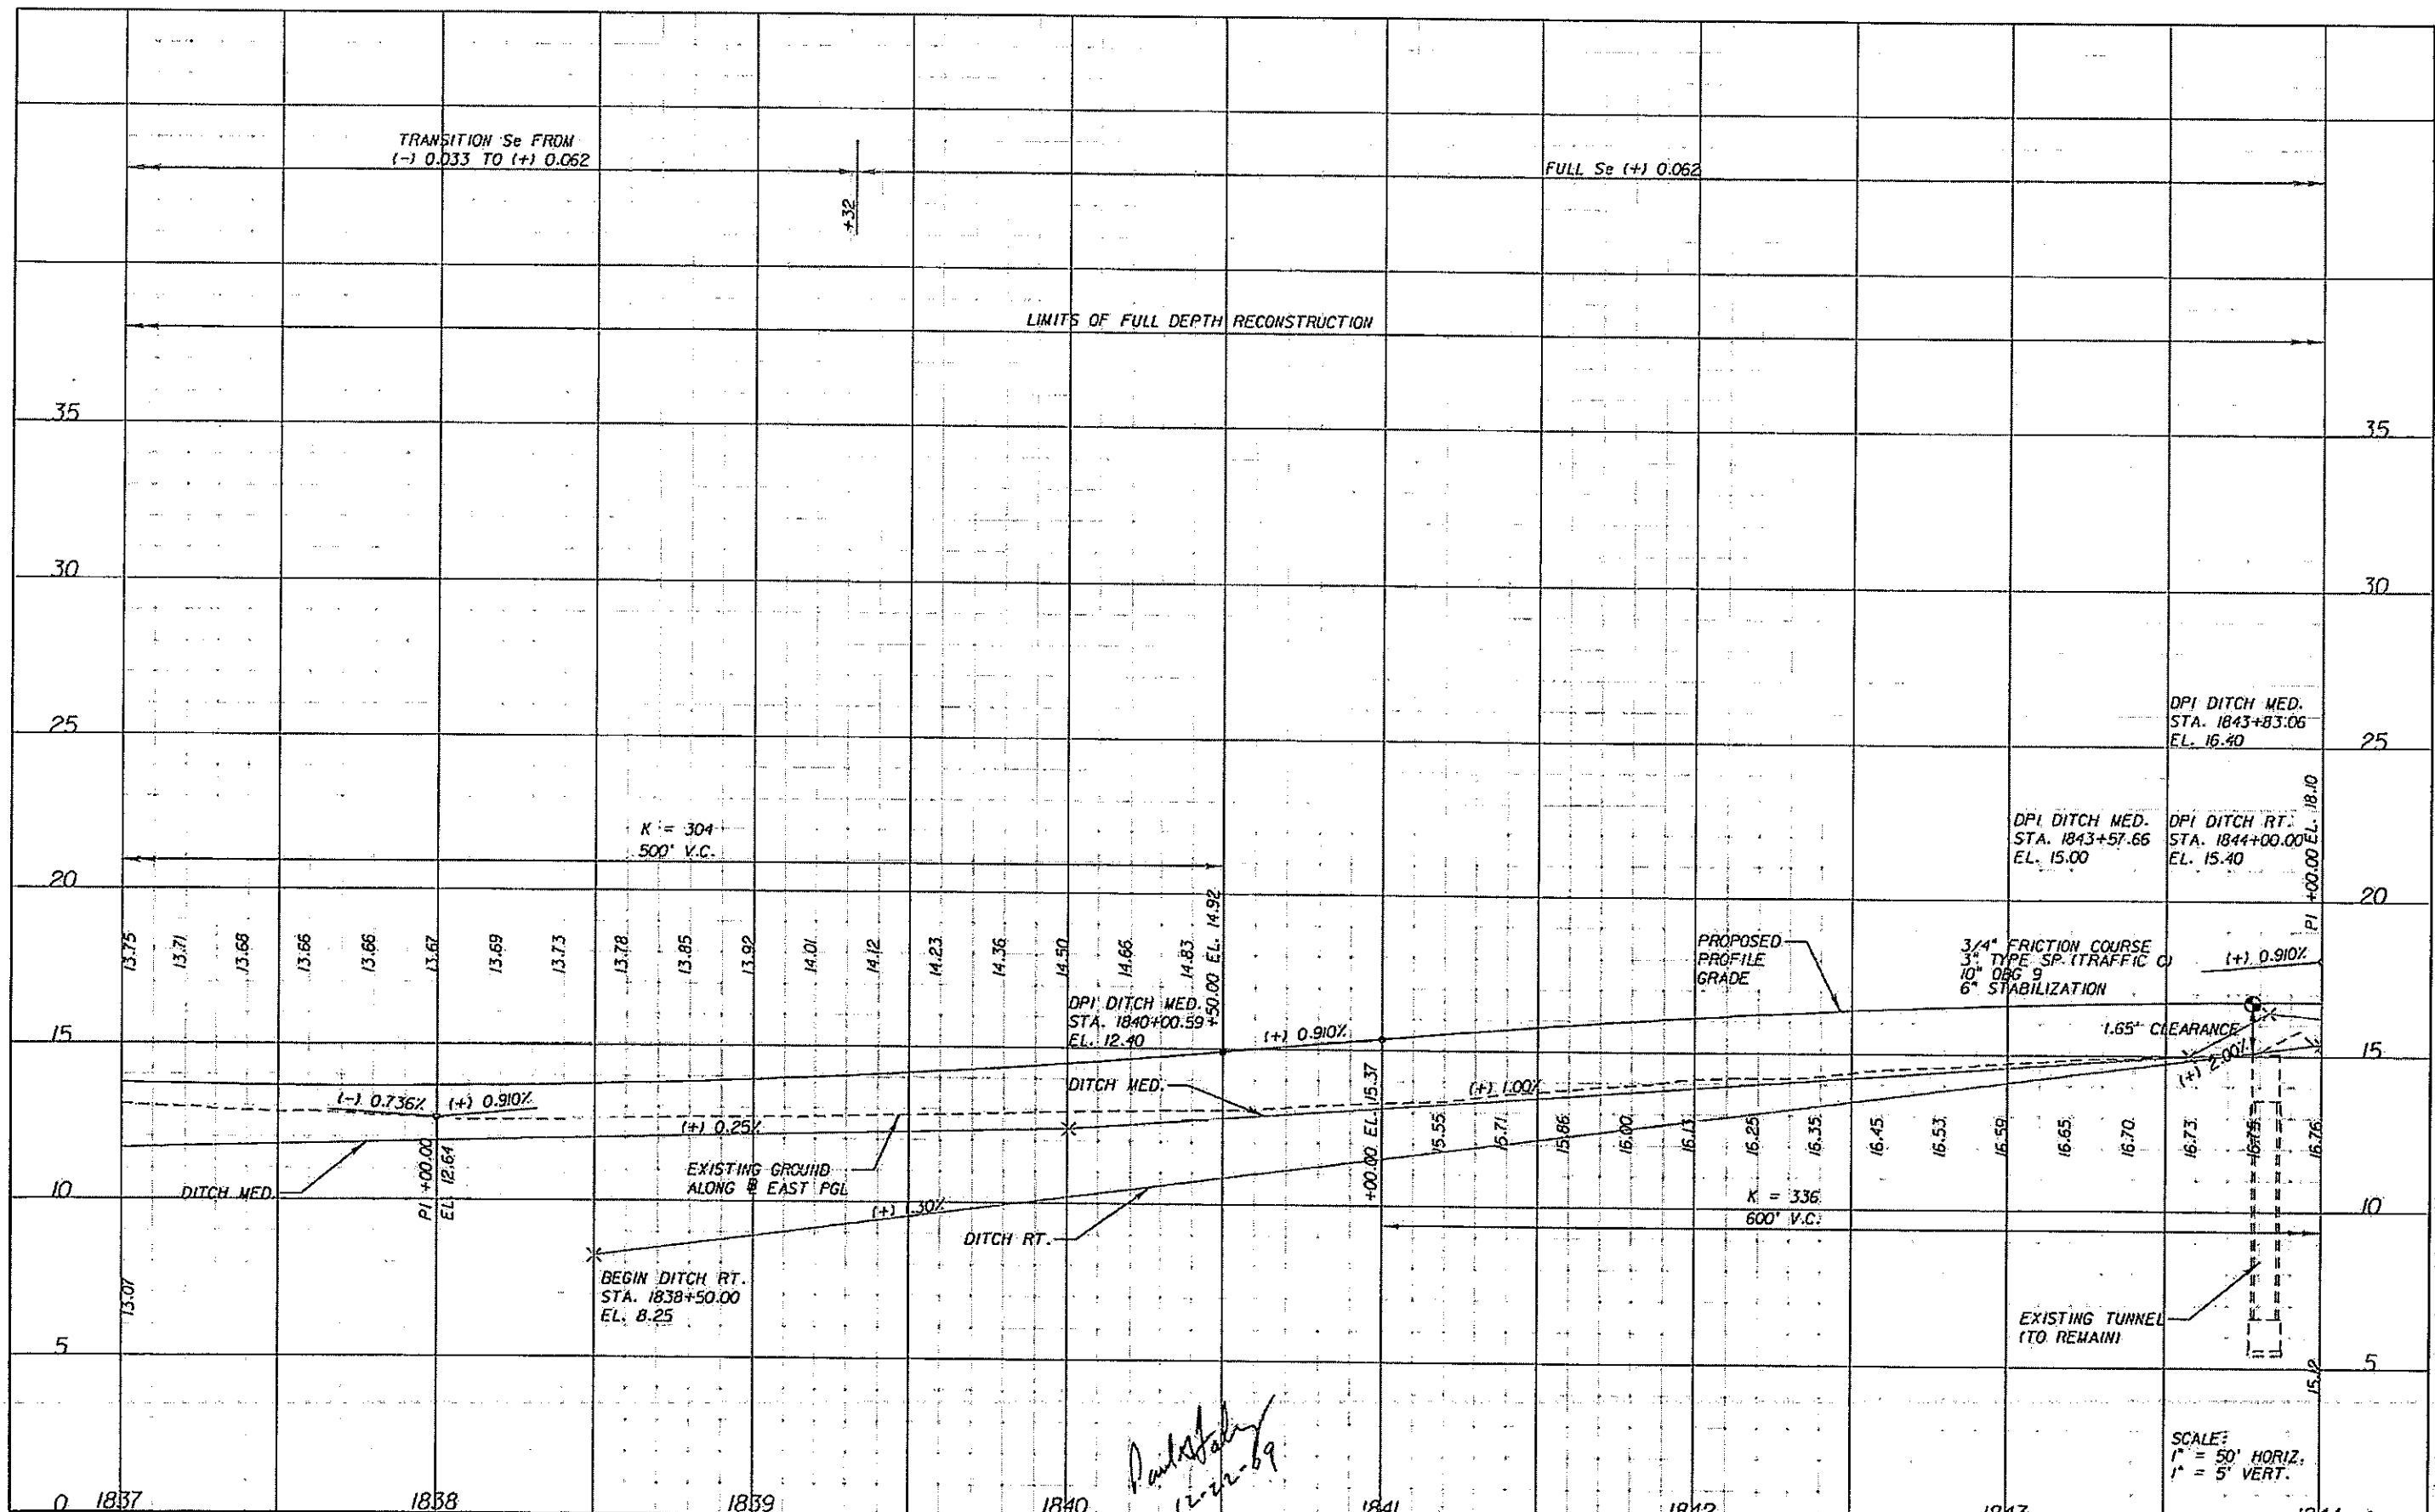 TRANSITION Se FROM
(-) 0.033 TO (+) 0.062
+32
FULL Se (+) 0.062
LIMITS OF FULL DEPTH RECONSTRUCTION
35
35
30
30
25
25
DPI DITCH MED.
STA. 1843+83.06
EL. 16.40
K = 304
500' V.C.
DPI DITCH MED.
STA. 1843+57.66
EL. 15.00
DPI DITCH RT.
STA. 1844+00.00
EL. 15.40
PI +00.00 EL. 18.10
20
20
13.75
13.71
13.68
13.66
13.66
13.67
13.69
13.73
13.78
13.85
13.92
14.01
14.12
14.23
14.36
14.50
14.66
14.83
+50.00 EL. 14.92
PROPOSED
PROFILE
GRADE
3/4" FRICTION COURSE
3" TYPE SP (TRAFFIC C)
10" OBG 9
6" STABILIZATION
(+) 0.910%
DPI DITCH MED.
STA. 1840+00.59
EL. 12.40
(+) 0.910%
1.65' CLEARANCE
15
15
(+) 2.00%
DITCH MED.
(+) 1.00%
(-) 0.736%
(+) 0.910%
(+) 0.25%
EXISTING GROUND
ALONG B EAST PGL
DITCH MED.
PI +00.00
EL. 12.64
+00.00 EL. 15.37
15.55
15.71
15.86
16.00
16.13
16.25
16.35
16.45
16.53
16.59
16.65
16.70
16.73
16.75
16.76
10
10
(+) 1.30%
DITCH RT.
K = 336
600' V.C.
BEGIN DITCH RT.
STA. 1838+50.00
EL. 8.25
13.07
EXISTING TUNNEL
(TO REMAIN)
5
5
15.12
12-22-09
SCALE:
1" = 50' HORIZ.
1" = 5' VERT.
0
1837
1838
1839
1840
1841
1842
1843
1844